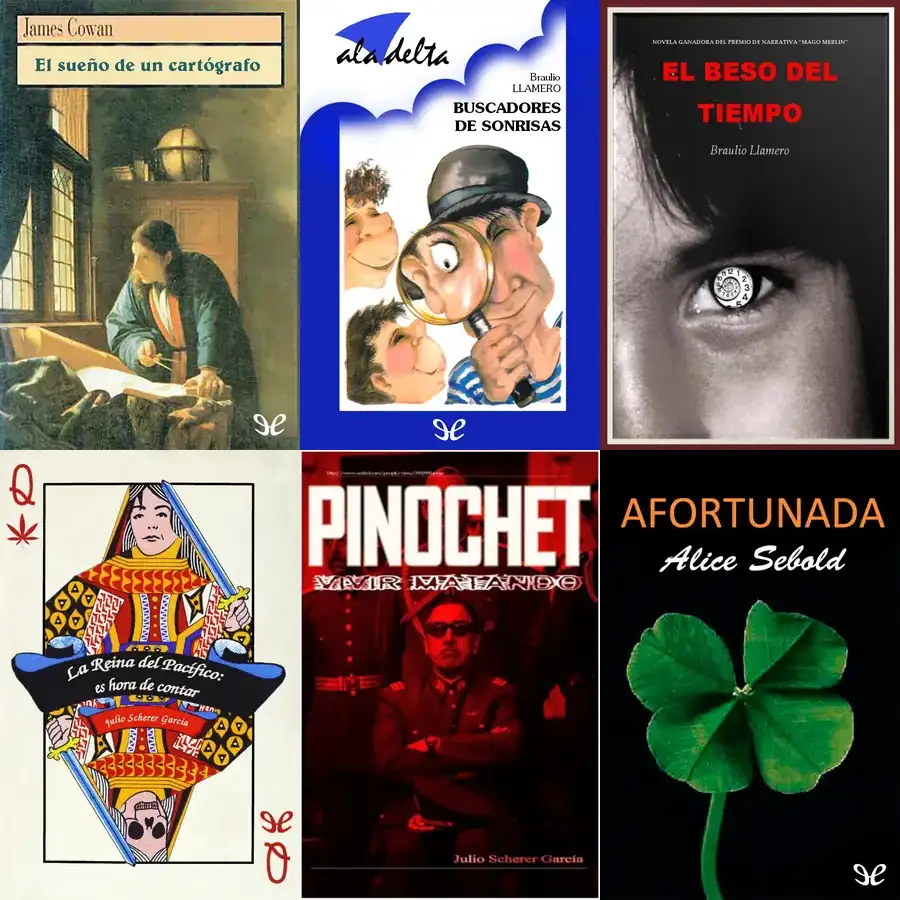 James Cowan
El sueño de un cartógrafo
ala delta
Braulio
LLAMERO
BUSCADORES
DE SONRISAS
NOVELA GANADORA DEL PREMIO DE NARRATIVA "MAGO MERLIN"
EL BESO DEL
TIEMPO
Braulio Llamero
Q
La Reina del Pacífico:
es hora de contar
Julio Scherer García
Q
PINOCHET
VIVIR MATANDO
Julio Scherer García
AFORTUNADA
Alice Sebold